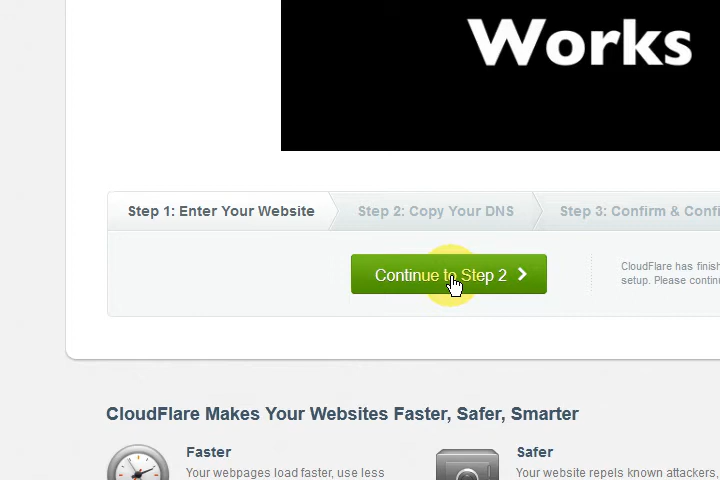 Works
Step 1: Enter Your Website
Step 2: Copy Your DNS
Step 3: Confirm &
Continue to Step 2
CloudFlare has
setup. Please
CloudFlare Makes Your Websites Faster, Safer, Smarter
Faster
Safer
Your webpages load faster, use less
Your website repels known attackers,